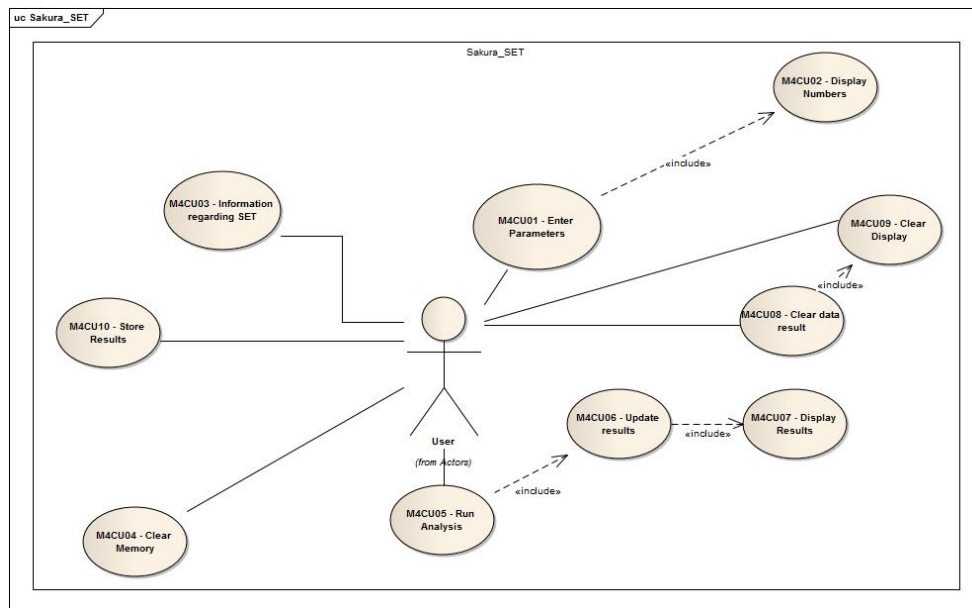 uc Sakura_SET
Sakura_SET
M4CU02 - Display
Numbers
«include»
M4CU03 - Information
regarding SET
M4CU01 - Enter
Parameters
M4CU09 - Clear
Display
«include»
M4CU08 - Clear data
result
M4CU10 - Store
Results
M4CU06 - Update
results
«include»
M4CU07 - Display
Results
User
(from Actors)
«include»
M4CU05 - Run
Analysis
M4CU04 - Clear
Memory